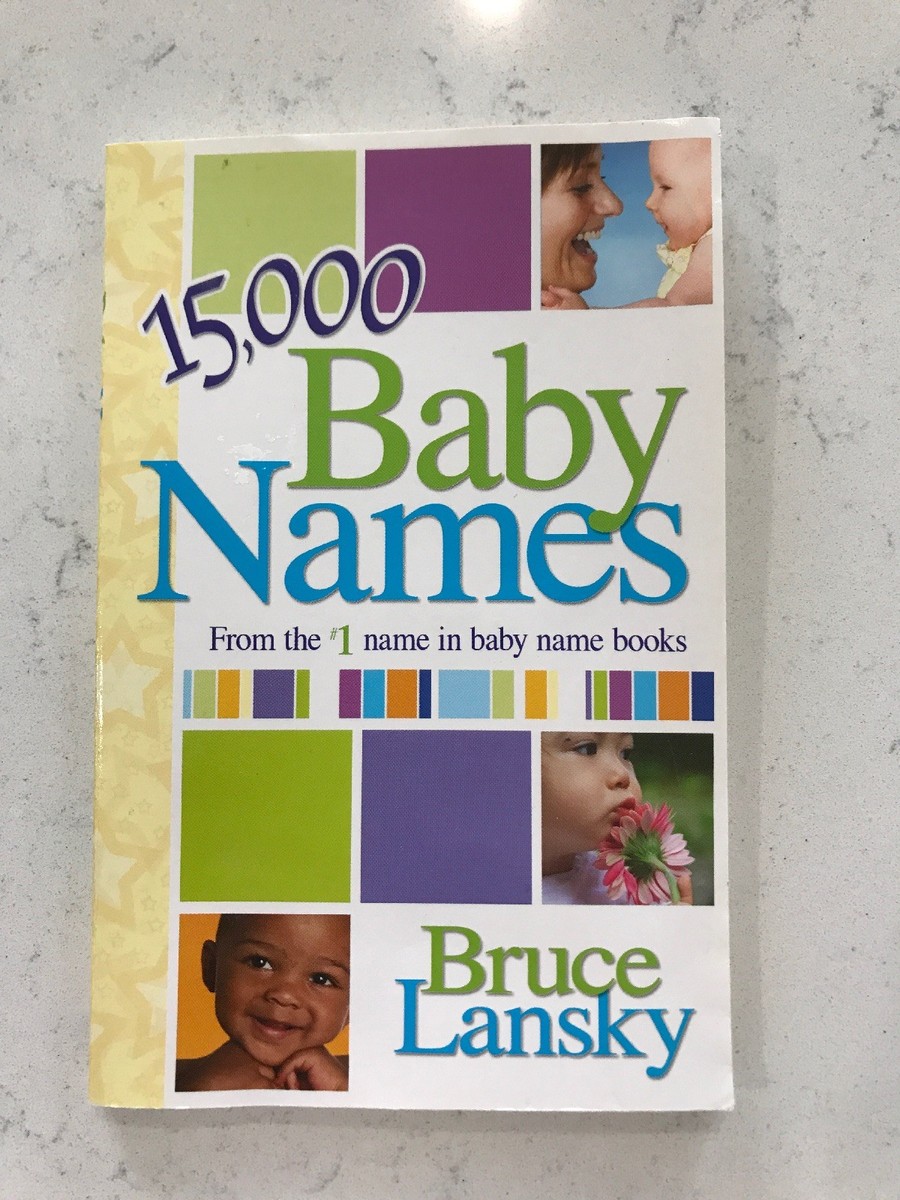 15,000
Baby
Names
From the #1 name in baby name books
Bruce
Lansky